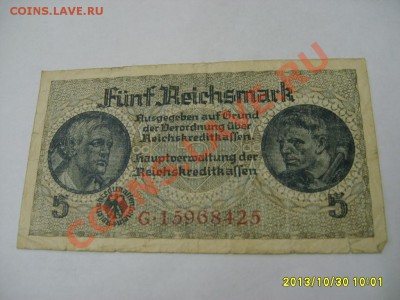 COINS.LAVE.RU
Fünf Reichsmark
Ausgegeben auf Grund
der Verordnung über
Reichskreditkassen.
Hauptverwaltung der
Reichskreditkassen
5
5
G·15968425
COINS.LAVE.RU
2013/10/30 10:01